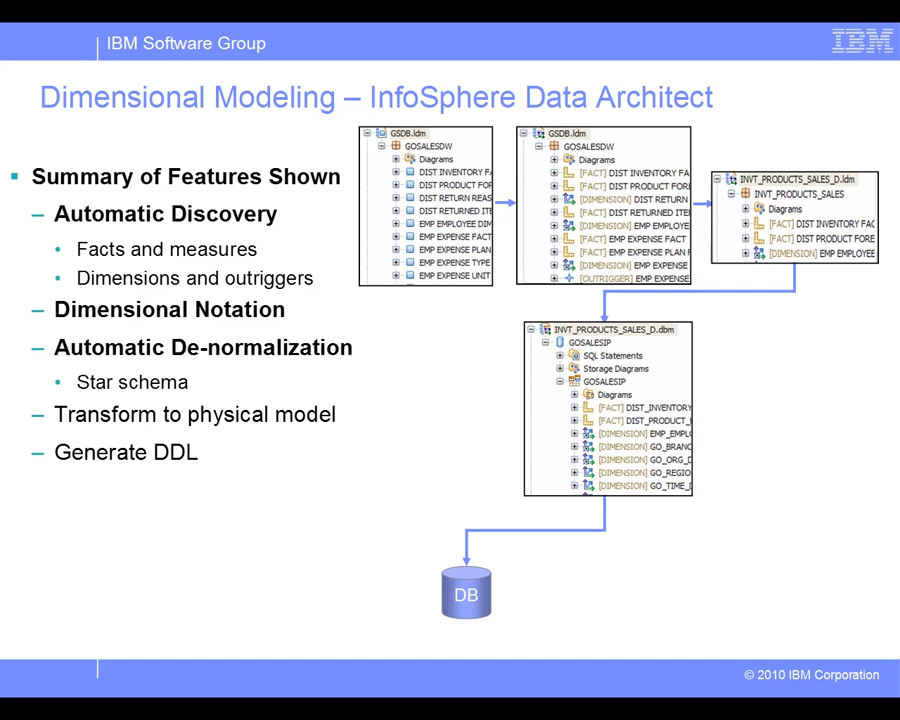 IBM Software Group
IBM
Dimensional Modeling – InfoSphere Data Architect
▪ Summary of Features Shown
– Automatic Discovery
• Facts and measures
• Dimensions and outriggers
– Dimensional Notation
– Automatic De-normalization
• Star schema
– Transform to physical model
– Generate DDL
GSDB.ldm
GOSALESDW
Diagrams
DIST INVENTORY FA
DIST PRODUCT FOR
DIST RETURN REAS
DIST RETURNED ITE
EMP EMPLOYEE DIM
EMP EXPENSE FACT
EMP EXPENSE PLAN
EMP EXPENSE TYPE
EMP EXPENSE UNIT
GSDB.ldm
GOSALESDW
Diagrams
[FACT] DIST INVENTORY FA
[FACT] DIST PRODUCT FORE
[DIMENSION] DIST RETURN
[FACT] DIST RETURNED ITE
[DIMENSION] EMP EMPLOYE
[FACT] EMP EXPENSE FACT
[FACT] EMP EXPENSE PLAN F
[DIMENSION] EMP EXPENSE
[OUTRIGGER] EMP EXPENSE
INVT_PRODUCTS_SALES_D.ldm
INVT_PRODUCTS_SALES
Diagrams
[FACT] DIST INVENTORY FAC
[FACT] DIST PRODUCT FORE
[DIMENSION] EMP EMPLOYEE
INVT_PRODUCTS_SALES_D.dbm
GOSALESIP
SQL Statements
Storage Diagrams
GOSALESIP
Diagrams
[FACT] DIST_INVENTORY
[FACT] DIST_PRODUCT_
[DIMENSION] EMP_EMPL
[DIMENSION] GO_BRANC
[DIMENSION] GO_ORG_D
[DIMENSION] GO_REGIO
[DIMENSION] GO_TIME_D
DB
© 2010 IBM Corporation